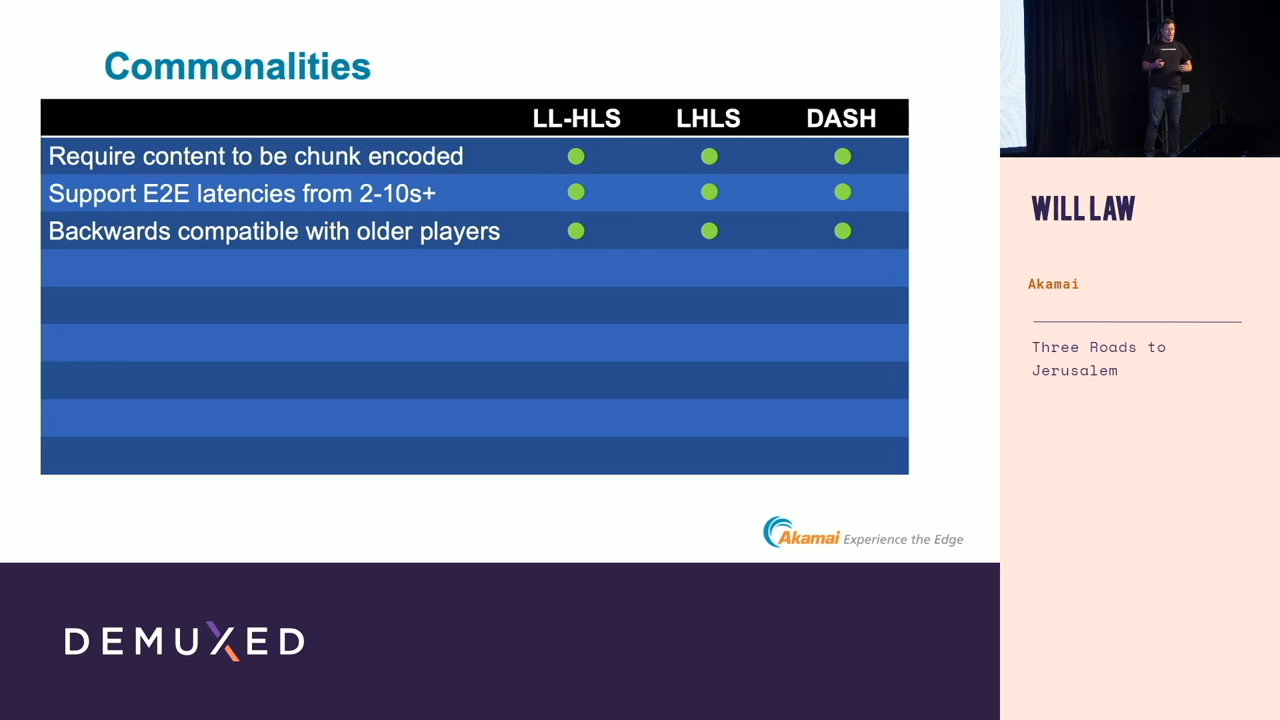 Commonalities
LL-HLS LHLS DASH
Require content to be chunk encoded
Support E2E latencies from 2-10s+
Backwards compatible with older players
Akamai Experience the Edge
DEMUXED
WILL LAW
Akamai
Three Roads to
Jerusalem